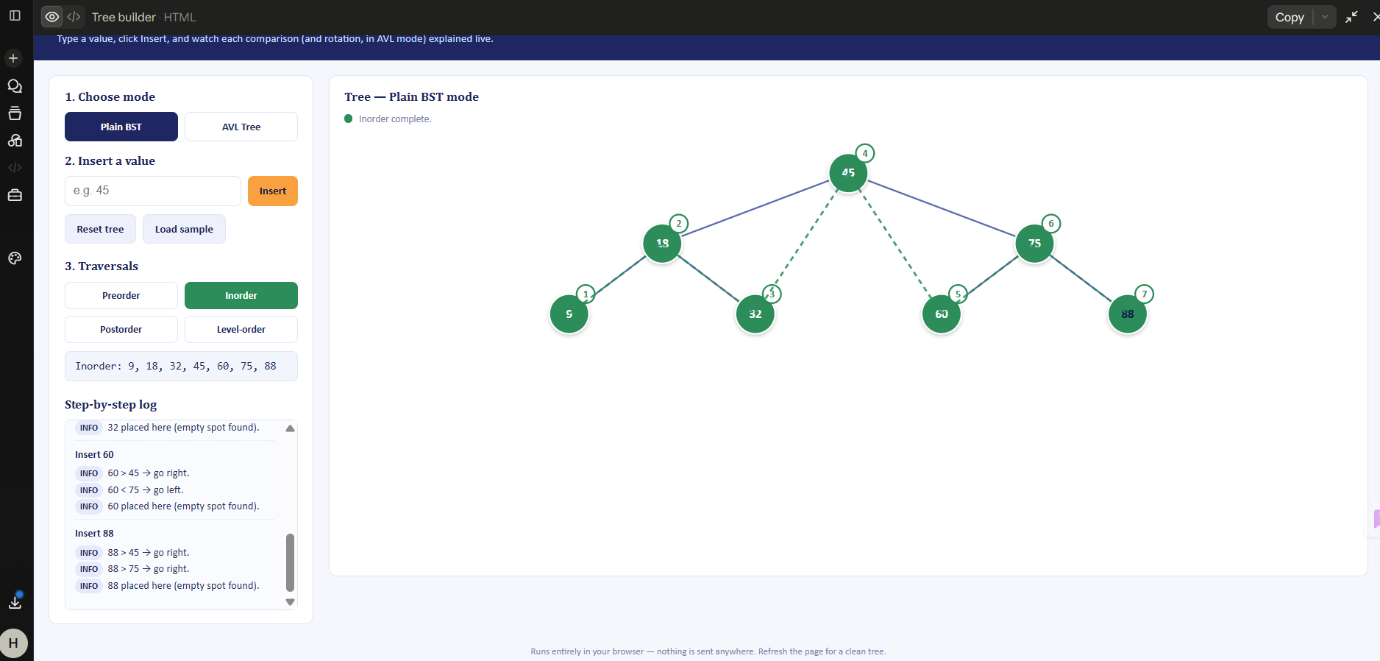 Tree builder · HTML
Copy
Type a value, click Insert, and watch each comparison (and rotation, in AVL mode) explained live.
1. Choose mode
Plain BST
AVL Tree
2. Insert a value
e.g. 45
Insert
Reset tree
Load sample
3. Traversals
Preorder
Inorder
Postorder
Level-order
Inorder: 9, 18, 32, 45, 60, 75, 88
Step-by-step log
INFO 32 placed here (empty spot found).
Insert 60
INFO 60 > 45 → go right.
INFO 60 < 75 → go left.
INFO 60 placed here (empty spot found).
Insert 88
INFO 88 > 45 → go right.
INFO 88 > 75 → go right.
INFO 88 placed here (empty spot found).
H
Tree — Plain BST mode
Inorder complete.
4
45
2
18
6
75
1
9
3
32
5
60
7
88
Runs entirely in your browser — nothing is sent anywhere. Refresh the page for a clean tree.